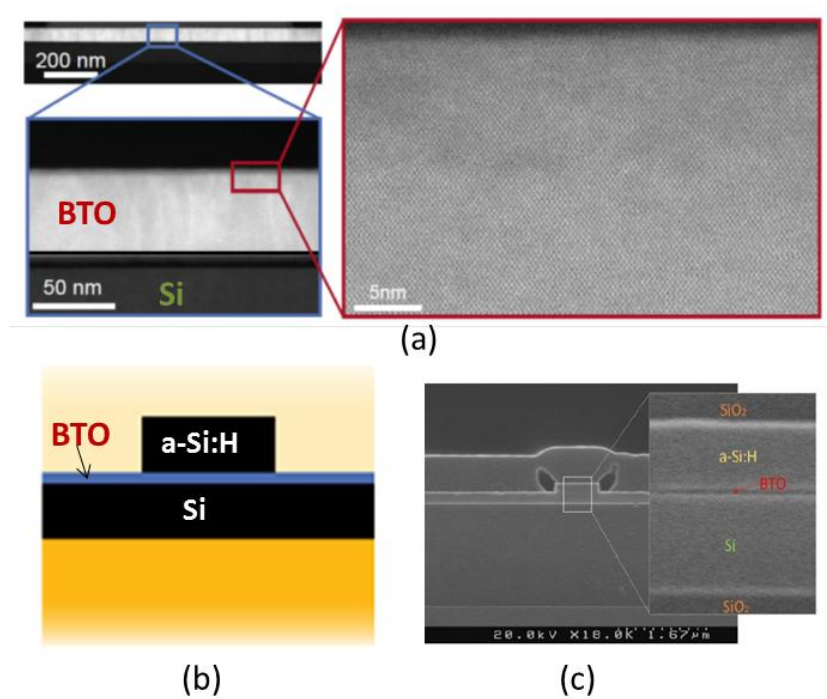 200 nm
BTO
50 nm
Si
5nm
(a)
BTO
a-Si:H
Si
(b)
SiO₂
a-Si:H
BTO
Si
SiO₂
20.0kV X18.0K 1.67µm
(c)